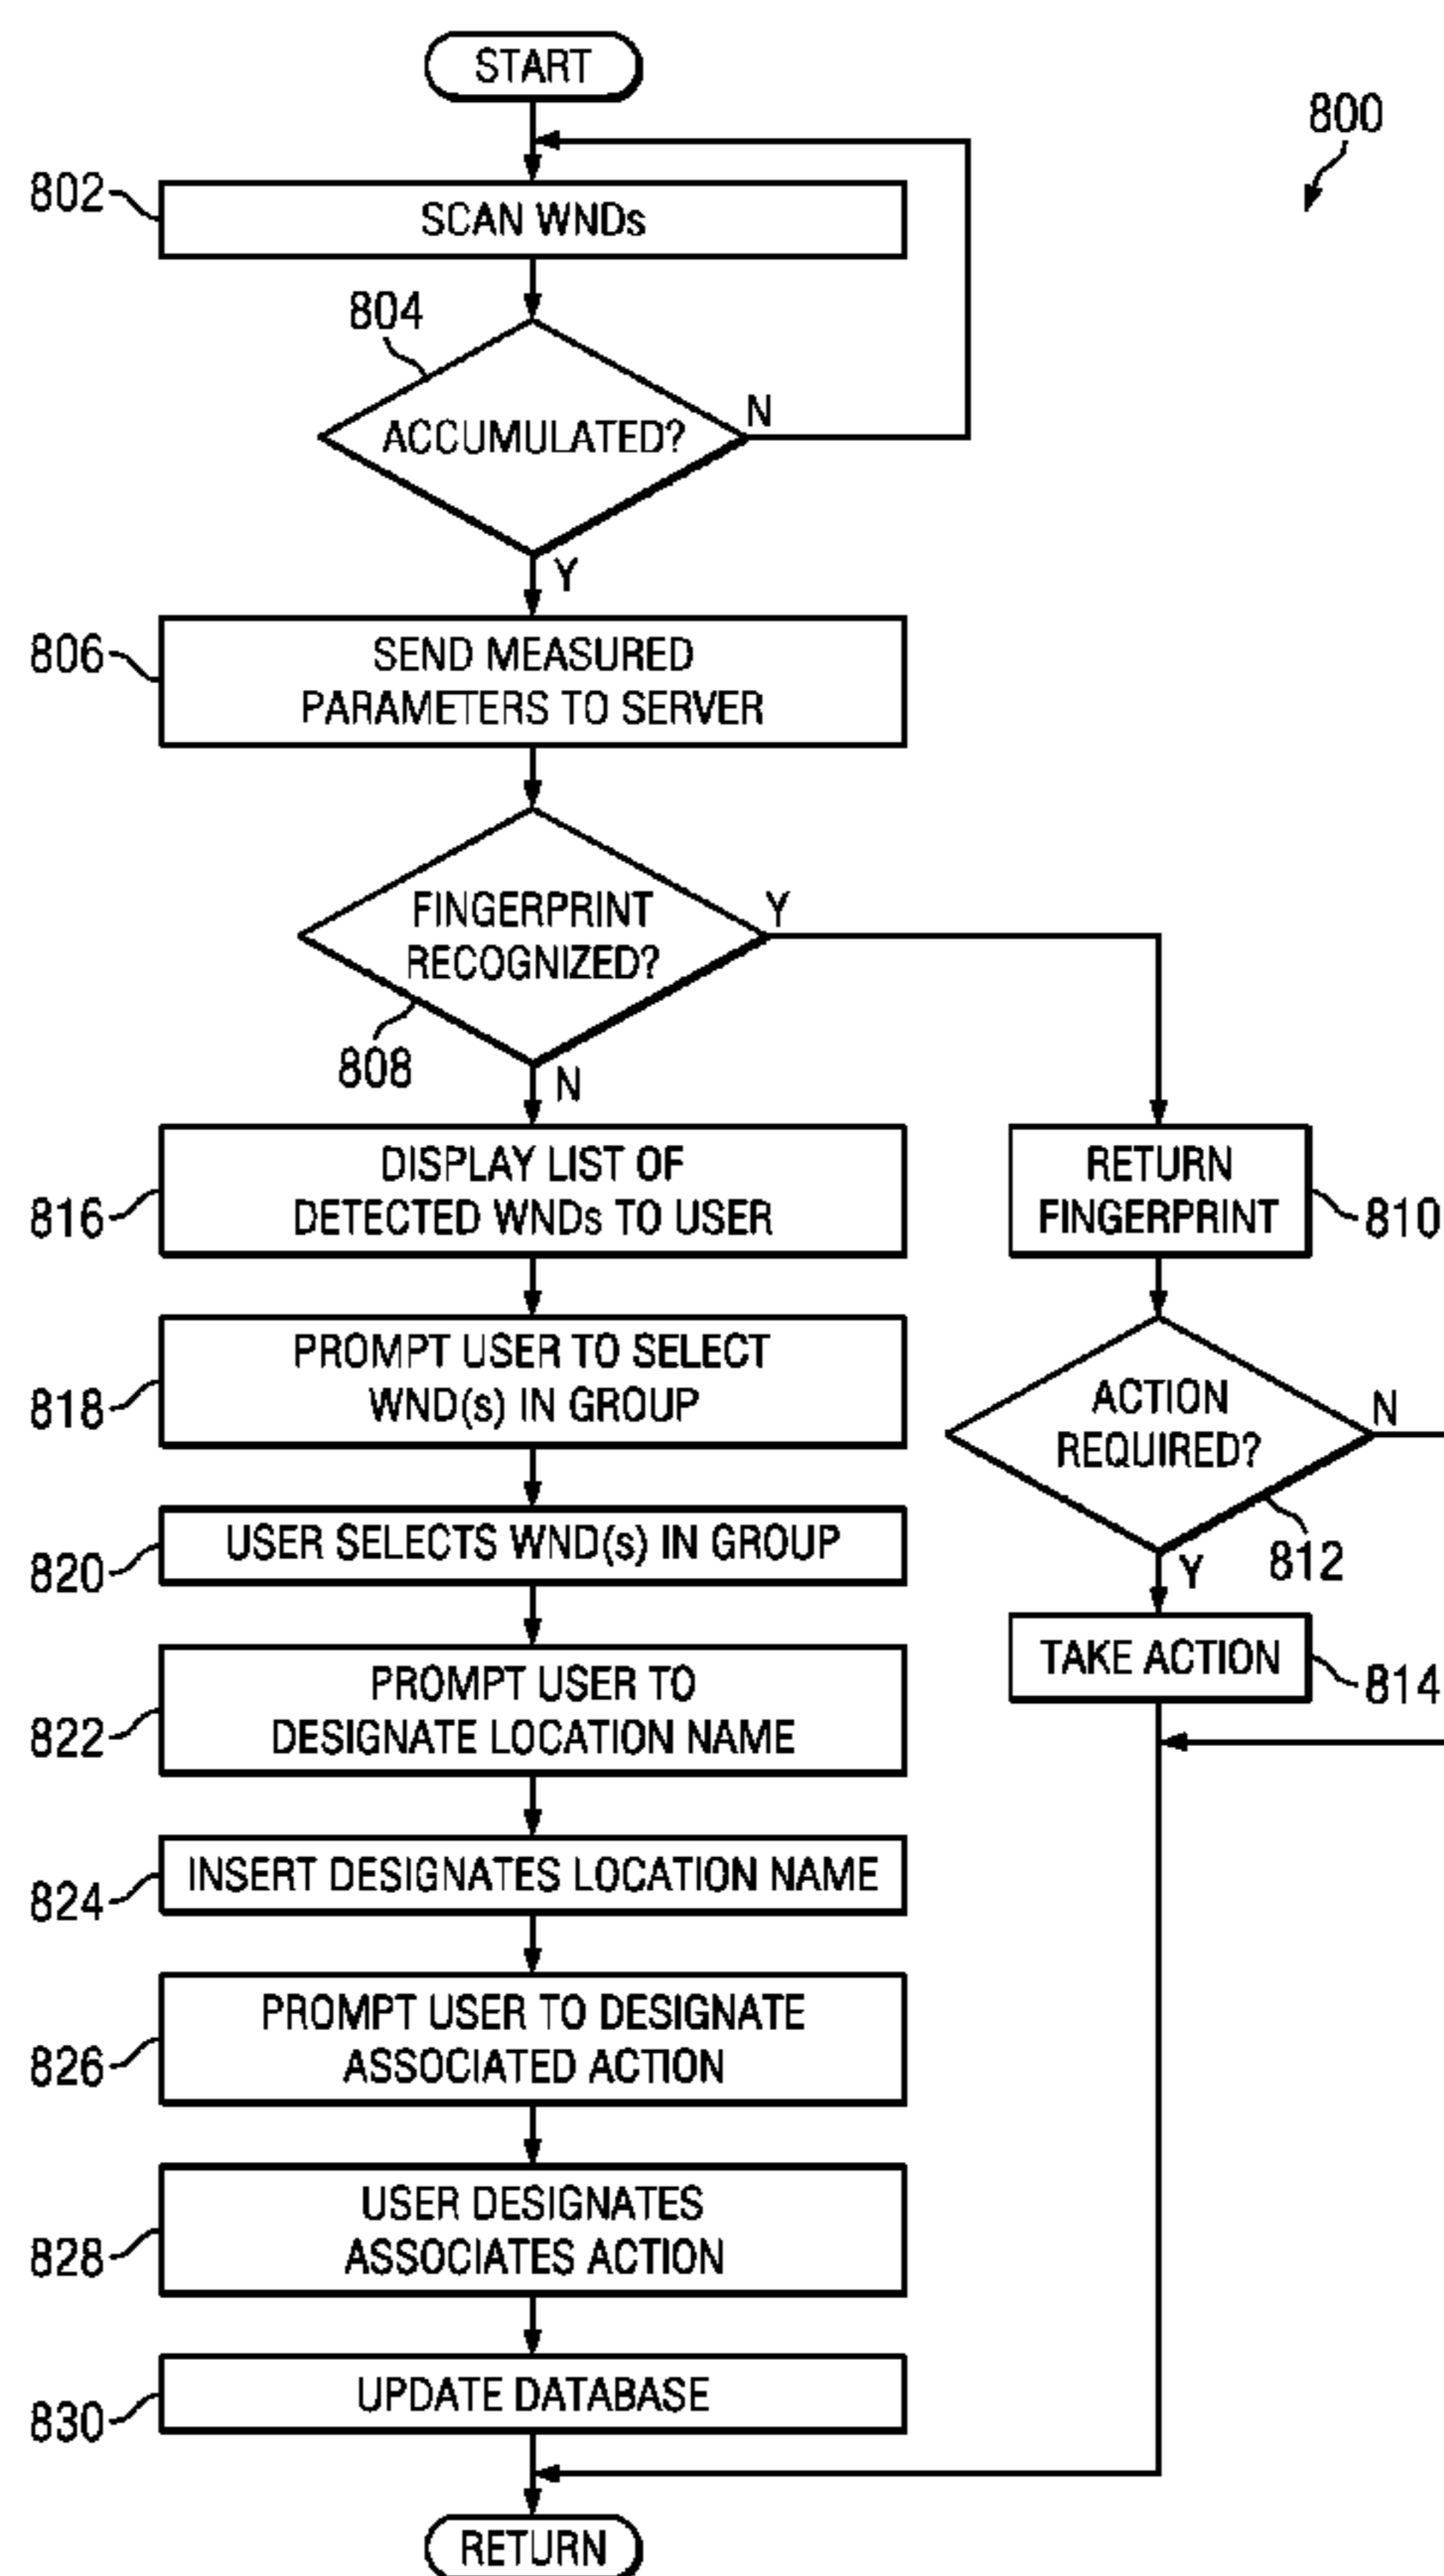 START
800
802
SCAN WNDs
804
ACCUMULATED?
N
Y
806
SEND MEASURED
PARAMETERS TO SERVER
FINGERPRINT
RECOGNIZED?
Y
808
N
816
DISPLAY LIST OF
DETECTED WNDs TO USER
RETURN
FINGERPRINT
810
818
PROMPT USER TO SELECT
WND(s) IN GROUP
ACTION
REQUIRED?
N
812
Y
820
USER SELECTS WND(s) IN GROUP
TAKE ACTION
814
822
PROMPT USER TO
DESIGNATE LOCATION NAME
824
INSERT DESIGNATES LOCATION NAME
826
PROMPT USER TO DESIGNATE
ASSOCIATED ACTION
828
USER DESIGNATES
ASSOCIATES ACTION
830
UPDATE DATABASE
RETURN